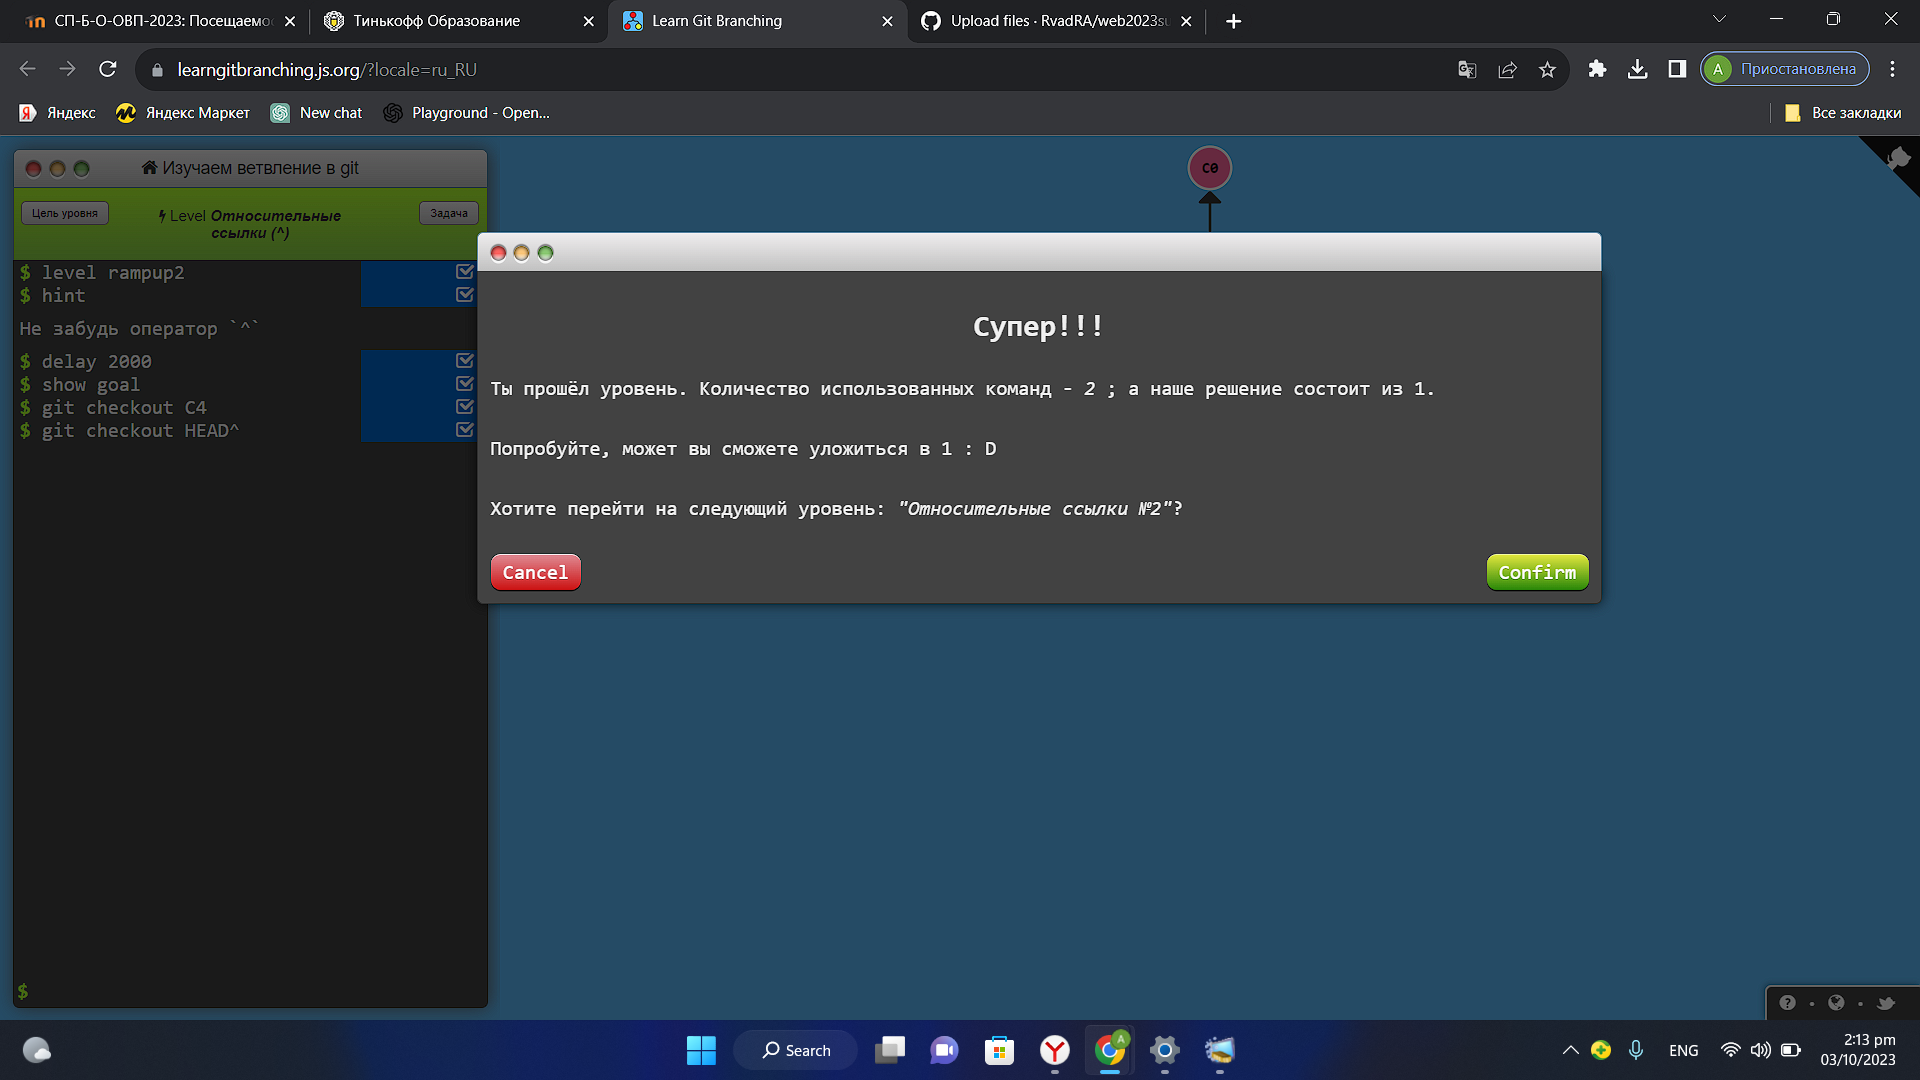 СП-Б-О-ОВП-2023: Посещаемо
Тинькофф Образование
Learn Git Branching
Upload files · RvadRA/web2023su
learngitbranching.js.org/?locale=ru_RU
A Приостановлена
Яндекс
Яндекс Маркет
New chat
Playground - Open...
Все закладки
Изучаем ветвление в git
Цель уровня
Level Относительные
ссылки (^)
Задача
C0
$ level rampup2
$ hint
Не забудь оператор `^`
$ delay 2000
$ show goal
$ git checkout C4
$ git checkout HEAD^
Супер!!!
Ты прошёл уровень. Количество использованных команд - 2 ; а наше решение состоит из 1.
Попробуйте, может вы сможете уложиться в 1 : D
Хотите перейти на следующий уровень: "Относительные ссылки №2"?
Cancel
Confirm
$
Search
A
ENG
2:13 pm
03/10/2023